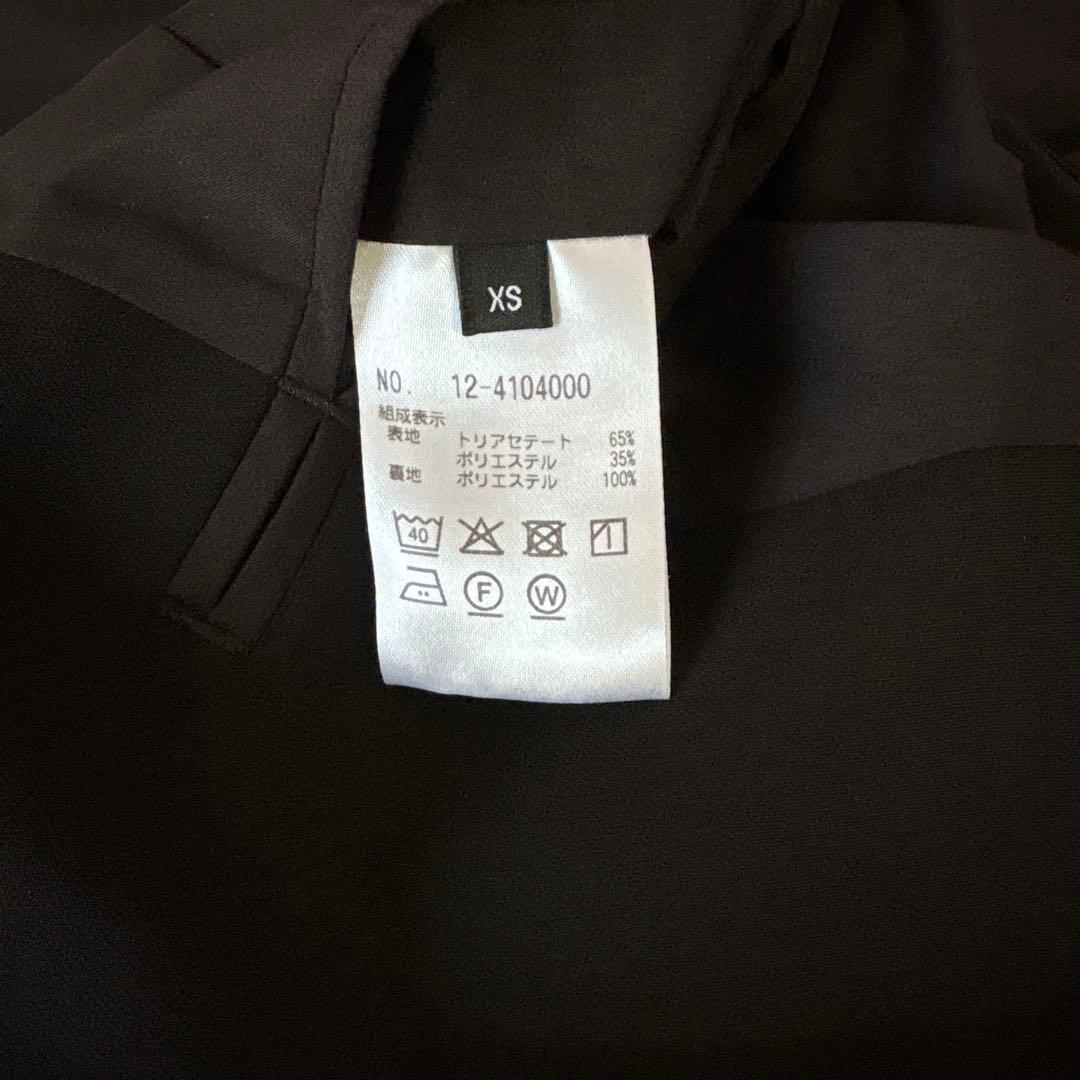 XS
NO. 12-4104000
組成表示
表地 トリアセテート 65%
ポリエステル 35%
裏地 ポリエステル 100%
40
F W